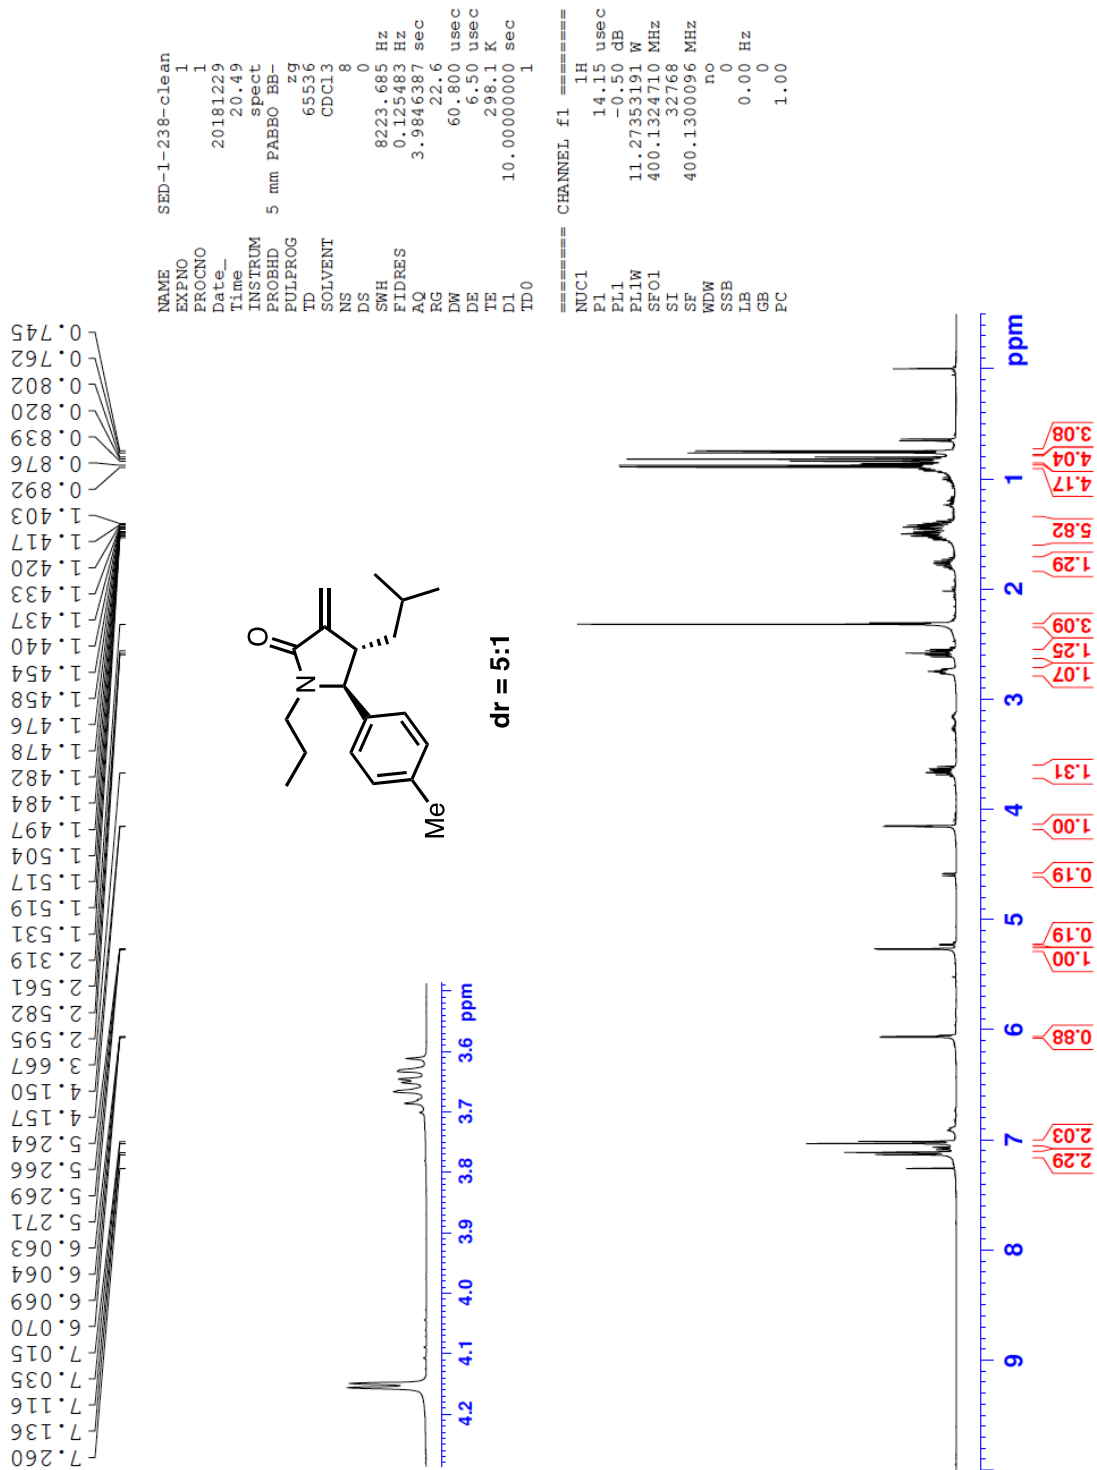 7.260
7.136
7.116
7.035
7.015
6.070
6.069
6.064
6.063
5.271
5.269
5.266
5.264
4.157
4.150
3.667
2.595
2.582
2.561
2.319
1.531
1.519
1.517
1.504
1.497
1.484
1.482
1.478
1.476
1.458
1.454
1.440
1.437
1.433
1.420
1.417
1.403
0.892
0.876
0.839
0.820
0.802
0.762
0.745
NAME SED-1-238-clean
EXPNO 1
PROCNO 1
Date_ 20181229
Time 20.49
INSTRUM spect
PROBHD 5 mm PABBO BB-
PULPROG zg
TD 65536
SOLVENT CDCl3
NS 8
DS 0
SWH 8223.685 Hz
FIDRES 0.125483 Hz
AQ 3.9846387 sec
RG 22.6
DW 60.800 usec
DE 6.50 usec
TE 298.1 K
D1 10.00000000 sec
TD0 1
======== CHANNEL f1 ========
NUC1 1H
P1 14.15 usec
PL1 -0.50 dB
PL1W 11.27353191 W
SFO1 400.1324710 MHz
SI 32768
SF 400.1300096 MHz
WDW no
SSB 0
LB 0.00 Hz
GB 0
PC 1.00
O
N
Me
dr = 5:1
4.2 4.1 4.0 3.9 3.8 3.7 3.6 ppm
9 8 7 6 5 4 3 2 1 ppm
2.29
2.03
0.88
1.00
0.19
0.19
1.00
1.31
1.07
1.25
3.09
1.29
5.82
4.17
4.04
3.08